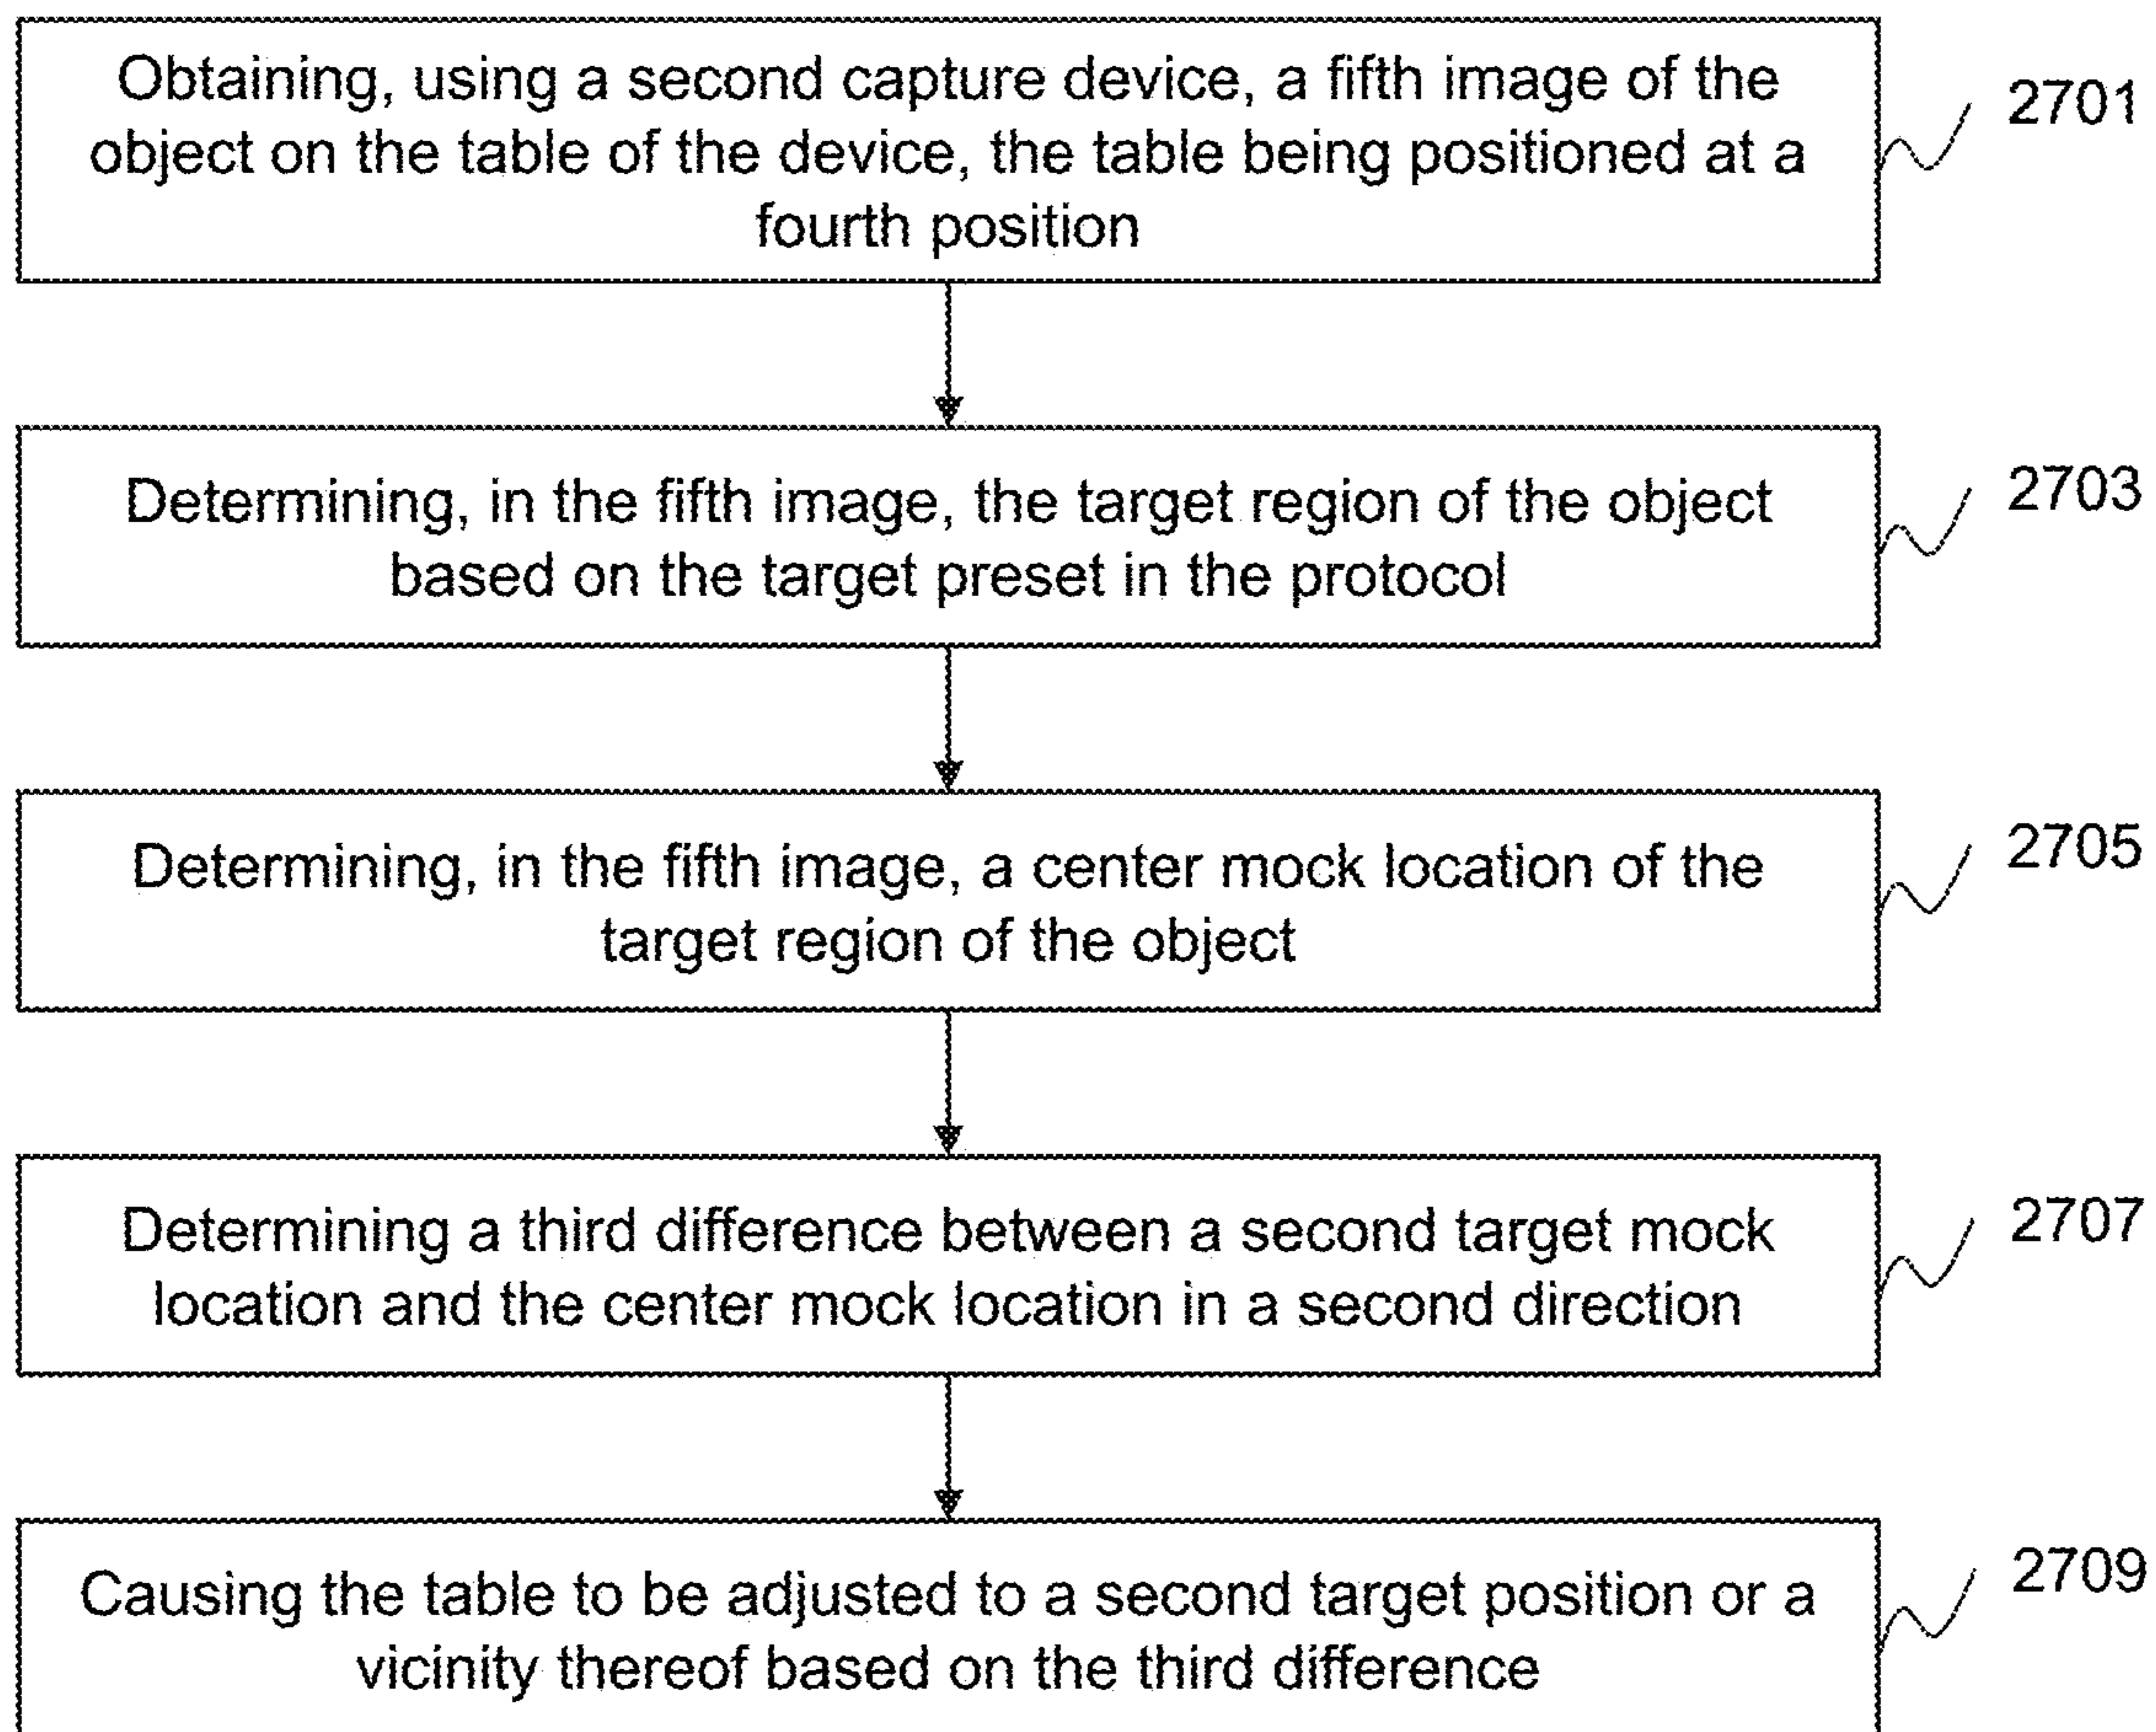 Obtaining, using a second capture device, a fifth image of the
object on the table of the device, the table being positioned at a
fourth position
2701
Determining, in the fifth image, the target region of the object
based on the target preset in the protocol
2703
Determining, in the fifth image, a center mock location of the
target region of the object
2705
Determining a third difference between a second target mock
location and the center mock location in a second direction
2707
Causing the table to be adjusted to a second target position or a
vicinity thereof based on the third difference
2709